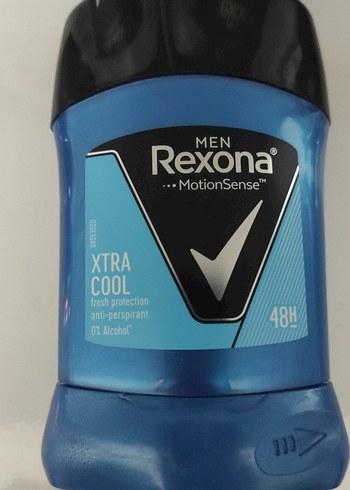 MEN
Rexona®
MotionSense™
XTRA
COOL
fresh protection
anti-perspirant
0% Alcohol*
48H